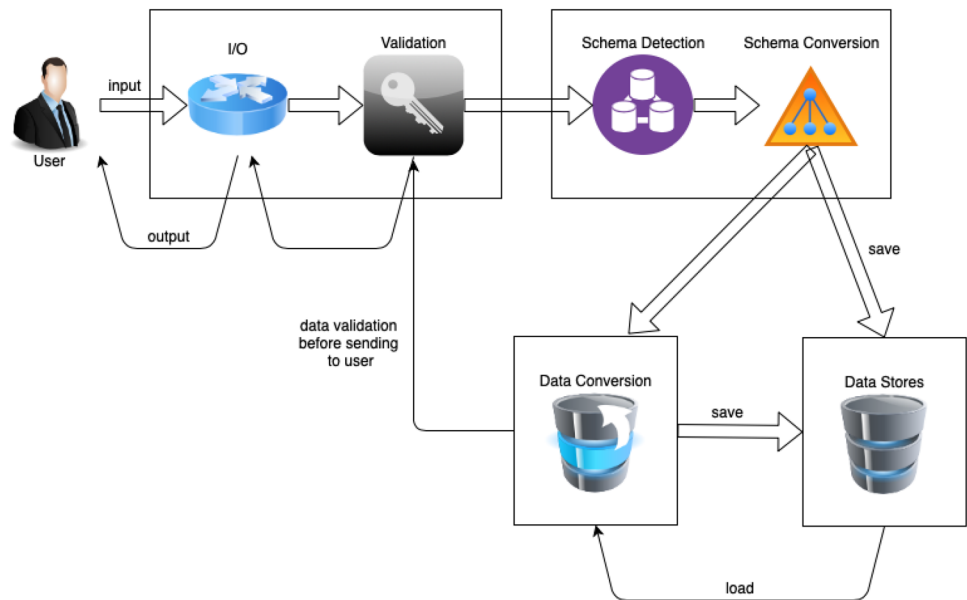 I/O
Validation
Schema Detection
Schema Conversion
input
User
output
save
data validation
before sending
to user
Data Conversion
save
Data Stores
load